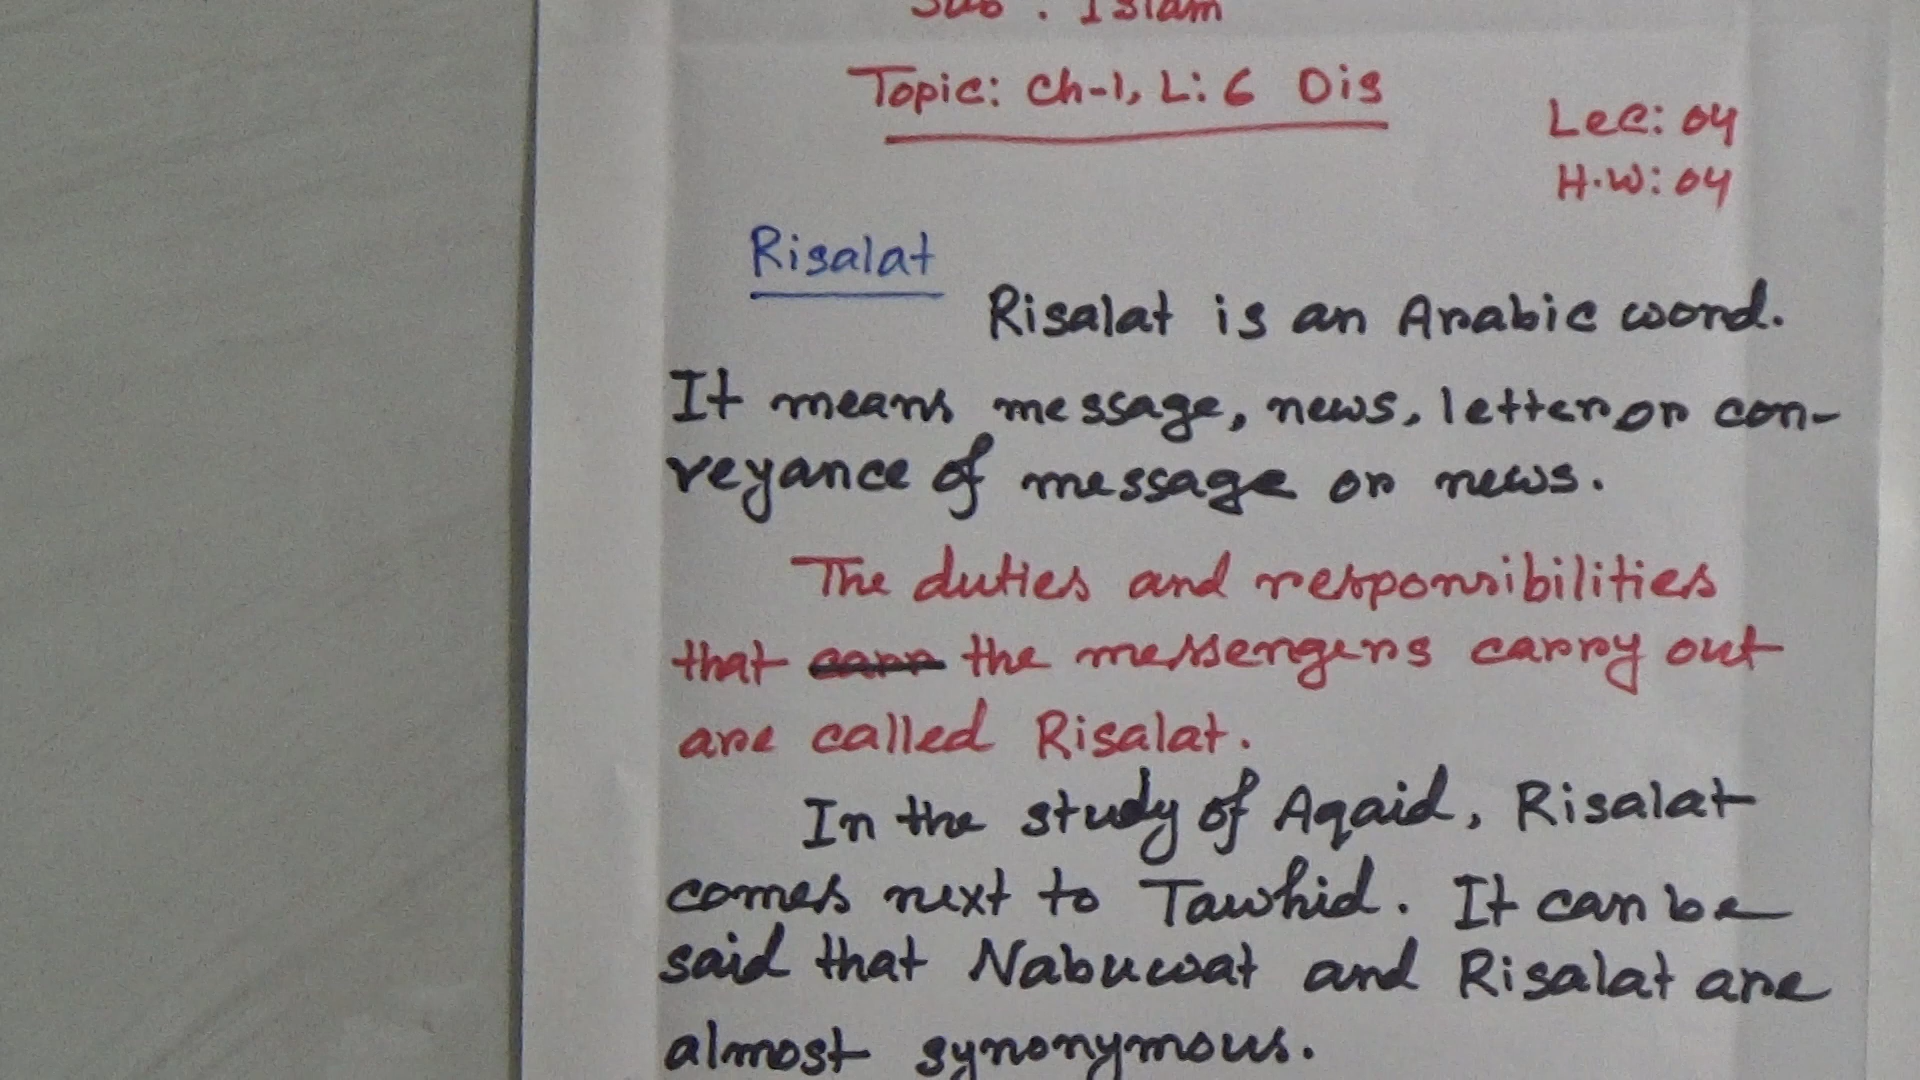 Sub : Islam
Topic: Ch-1, L: 6 Dis
Lec: 04
H.W: 04
Risalat
Risalat is an Arabic word.
It means message, news, letter or con-
veyance of message or news.
The duties and responsibilities
that the messengers carry out
are called Risalat.
In the study of Aqaid, Risalat
comes next to Tawhid. It can be
said that Nabuwat and Risalat are
almost synonymous.